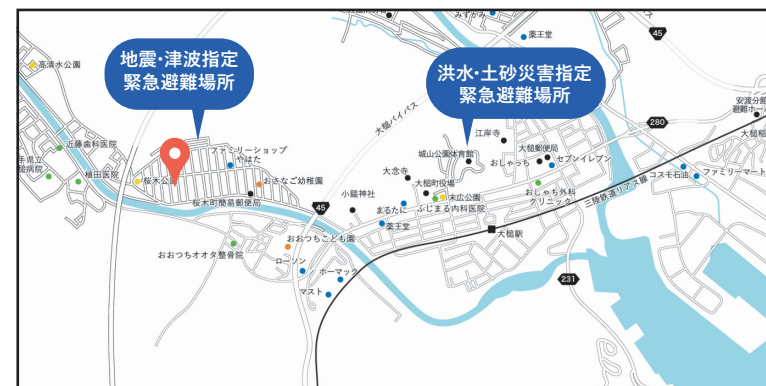 みずかみ
薬王堂
45
高清水公園
地震・津波指定
緊急避難場所
洪水・土砂災害指定
緊急避難場所
大槌バイパス
280
安渡分館
避難ホール
近藤歯科医院
植田医院
ファミリーショップ
やはた
おさなご幼稚園
桜木公
桜木町簡易郵便局
江岸寺
城山公園体育館
大槌郵便局
おしゃっち
セブンイレブン
大念寺
大槌町役場
末広公園
ふじまる内科医院
おしゃち外科
クリニック
コスモ石油
ファミリーマート
三陸鉄道リアス線
小鎚神社
45
まるたに
薬王堂
大槌駅
おおつちオオタ整骨院
おおつちこども園
ローソン
ホーマック
マスト
231